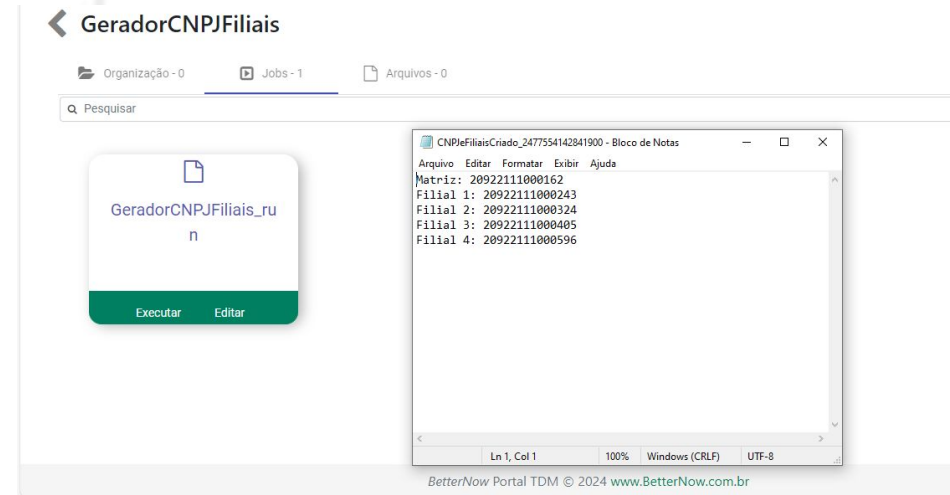 GeradorCNPJFiliais
Organização - 0
Jobs - 1
Arquivos - 0
Pesquisar
GeradorCNPJFiliais_ru
n
Executar
Editar
CNPJeFiliaisCriado_2477554142841900 - Bloco de Notas
Arquivo Editar Formatar Exibir Ajuda
Matriz: 20922111000162
Filial 1: 20922111000243
Filial 2: 20922111000324
Filial 3: 20922111000405
Filial 4: 20922111000596
Ln 1, Col 1
100%
Windows (CRLF)
UTF-8
BetterNow Portal TDM © 2024 www.BetterNow.com.br